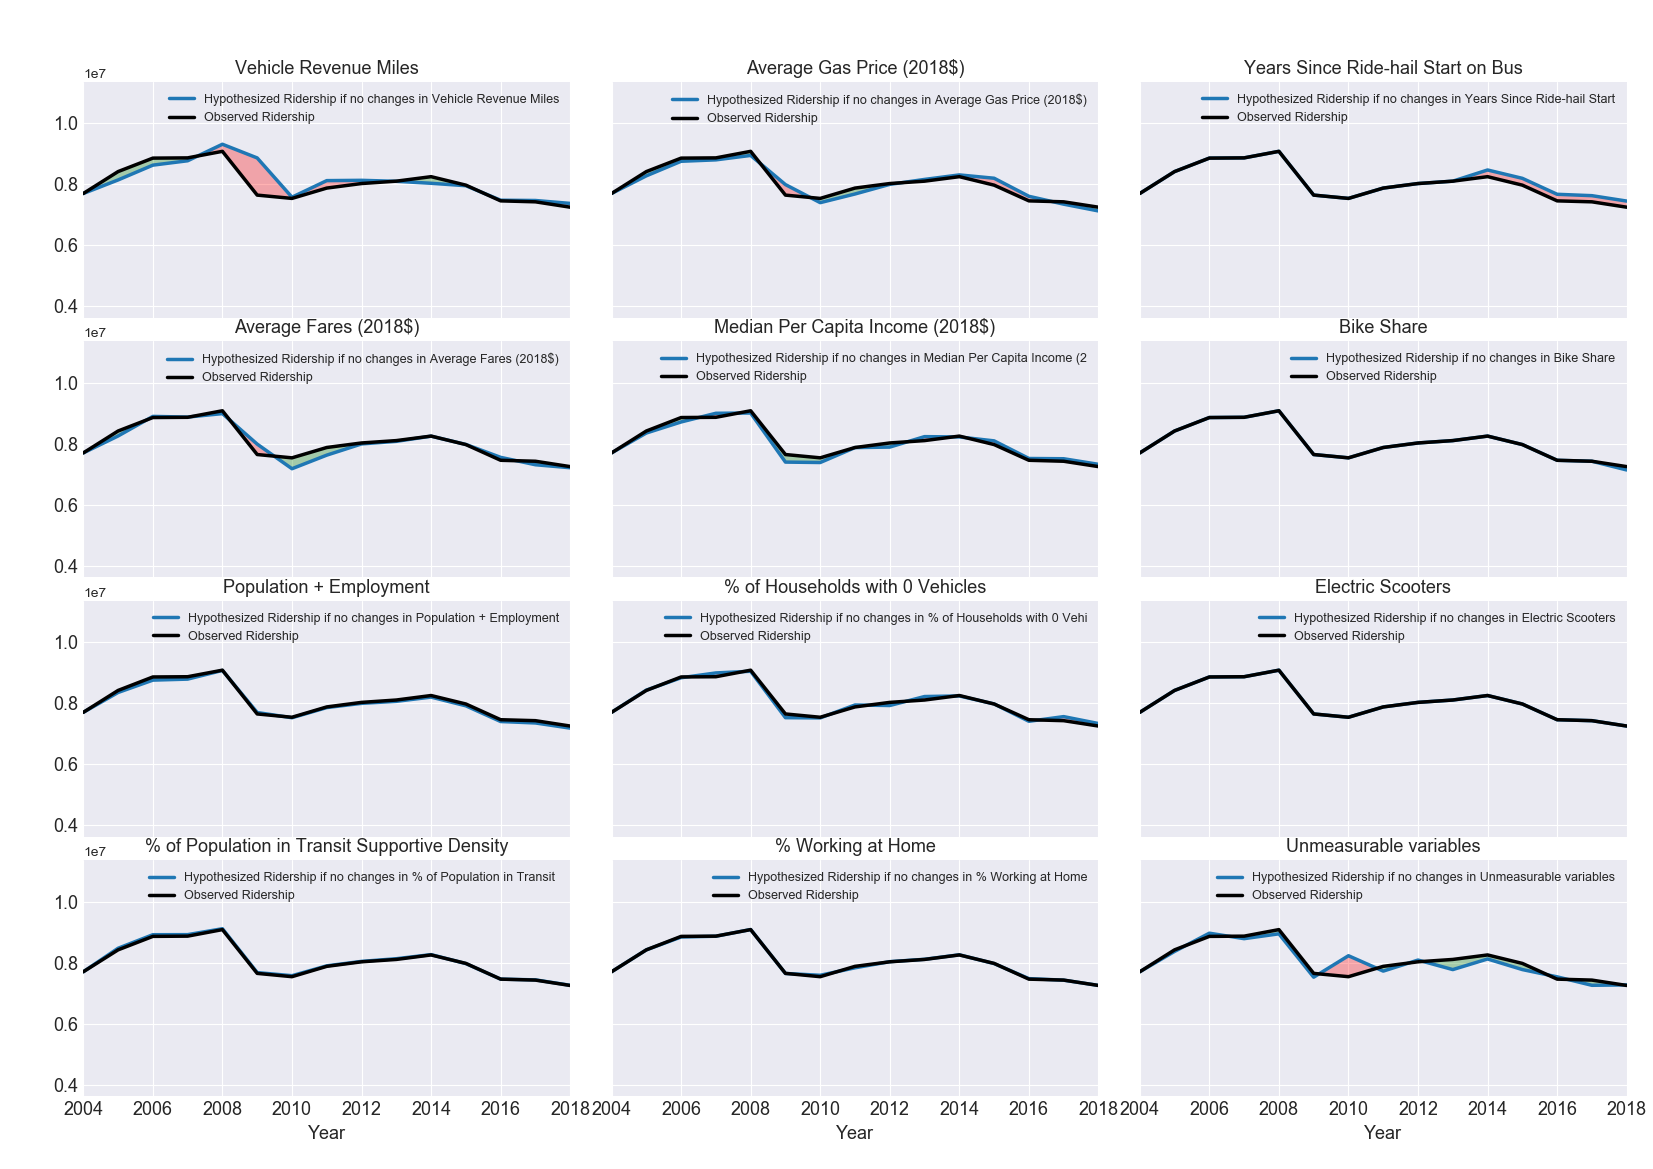 Vehicle Revenue Miles
1e7
Hypothesized Ridership if no changes in Vehicle Revenue Miles
Observed Ridership
1.0
0.8
0.6
0.4
Average Gas Price (2018$)
Hypothesized Ridership if no changes in Average Gas Price (2018$)
Observed Ridership
Years Since Ride-hail Start on Bus
Hypothesized Ridership if no changes in Years Since Ride-hail Start
Observed Ridership
Average Fares (2018$)
1e7
Hypothesized Ridership if no changes in Average Fares (2018$)
Observed Ridership
1.0
0.8
0.6
0.4
Median Per Capita Income (2018$)
Hypothesized Ridership if no changes in Median Per Capita Income (2
Observed Ridership
Bike Share
Hypothesized Ridership if no changes in Bike Share
Observed Ridership
Population + Employment
1e7
Hypothesized Ridership if no changes in Population + Employment
Observed Ridership
1.0
0.8
0.6
0.4
% of Households with 0 Vehicles
Hypothesized Ridership if no changes in % of Households with 0 Vehi
Observed Ridership
Electric Scooters
Hypothesized Ridership if no changes in Electric Scooters
Observed Ridership
% of Population in Transit Supportive Density
1e7
Hypothesized Ridership if no changes in % of Population in Transit
Observed Ridership
1.0
0.8
0.6
0.4
2004 2006 2008 2010 2012 2014 2016 2018
Year
% Working at Home
Hypothesized Ridership if no changes in % Working at Home
Observed Ridership
2004 2006 2008 2010 2012 2014 2016 2018
Year
Unmeasurable variables
Hypothesized Ridership if no changes in Unmeasurable variables
Observed Ridership
2004 2006 2008 2010 2012 2014 2016 2018
Year